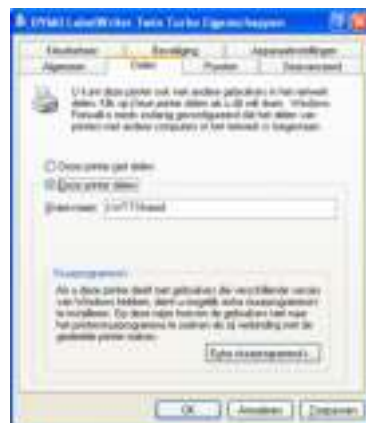 DYMO LabelWriter Twin Turbo Eigenschappen
Kleurbeheer Beveiliging Apparaatinstellingen
Algemeen Delen Poorten Geavanceerd
U kunt deze printer ook met andere gebruikers in het netwerk
delen. Klik op Deze printer delen als u dit wilt doen. Windows
Firewall is reeds zodanig geconfigureerd dat het delen van
printers met andere computers in het netwerk is toegestaan.
Deze printer niet delen
Deze printer delen
Sharenaam:
Stuurprogramma's
Als u deze printer deelt met gebruikers die verschillende versies
van Windows hebben, dient u mogelijk extra stuurprogramma's
te installeren. Op deze wijze hoeven de gebruikers niet naar
het printerstuurprogramma te zoeken als zij verbinding met de
gedeelde printer maken.
Extra stuurprogramma's...
OK Annuleren Toepassen